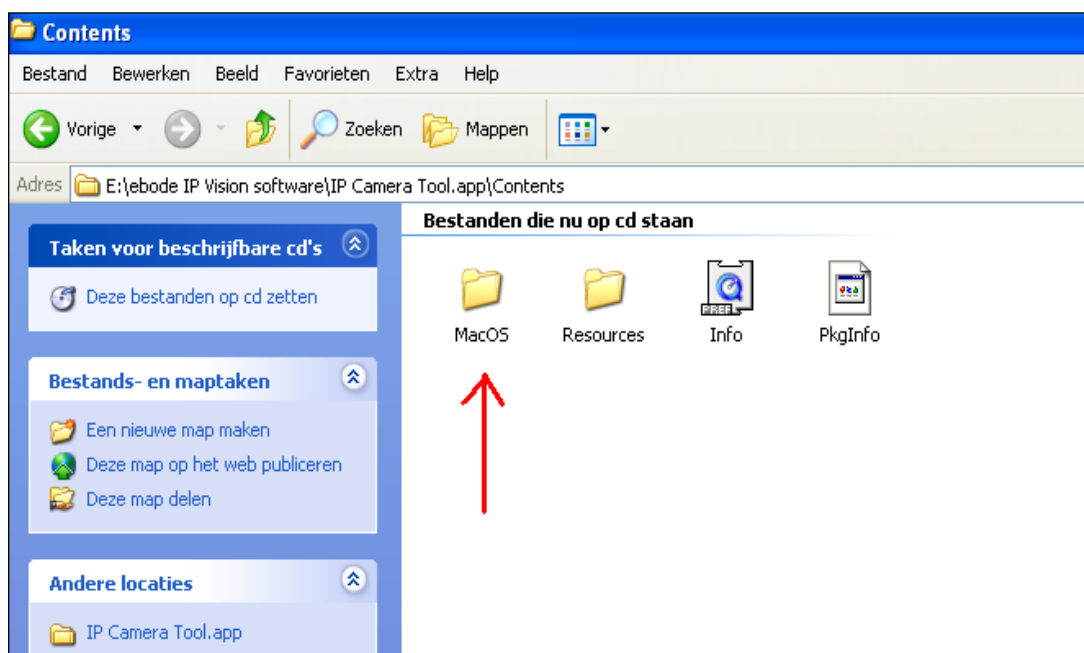 Contents
Bestand Bewerken Beeld Favorieten Extra Help
Vorige Zoeken Mappen
Adres E:\ebode IP Vision software\IP Camera Tool.app\Contents
Bestanden die nu op cd staan
Taken voor beschrijfbare cd's
Deze bestanden op cd zetten
MacOS Resources Info PkgInfo
Bestands- en maptaken
Een nieuwe map maken
Deze map op het web publiceren
Deze map delen
Andere locaties
IP Camera Tool.app